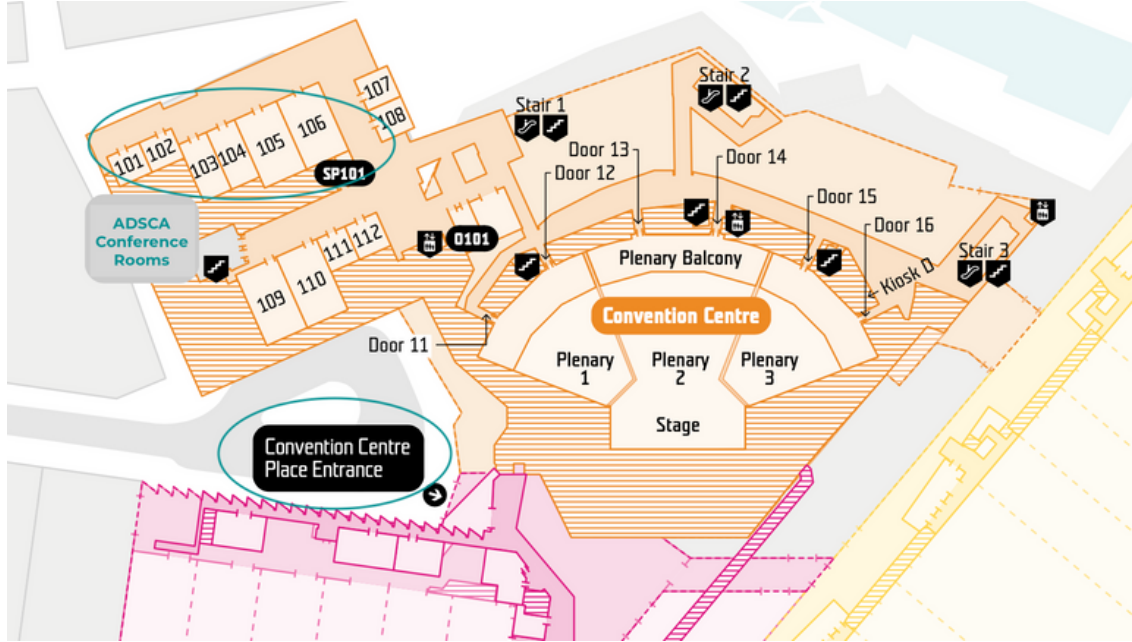 Stair 2
107
Stair 1
108
106
105
Door 13
Door 14
102
104
Door 12
101
103
SP101
Door 15
ADSCA
Conference
Rooms
Door 16
112
O101
111
Plenary Balcony
Stair 3
110
Kiosk D
109
Convention Centre
Door 11
Plenary
1
Plenary
2
Plenary
3
Stage
Convention Centre
Place Entrance